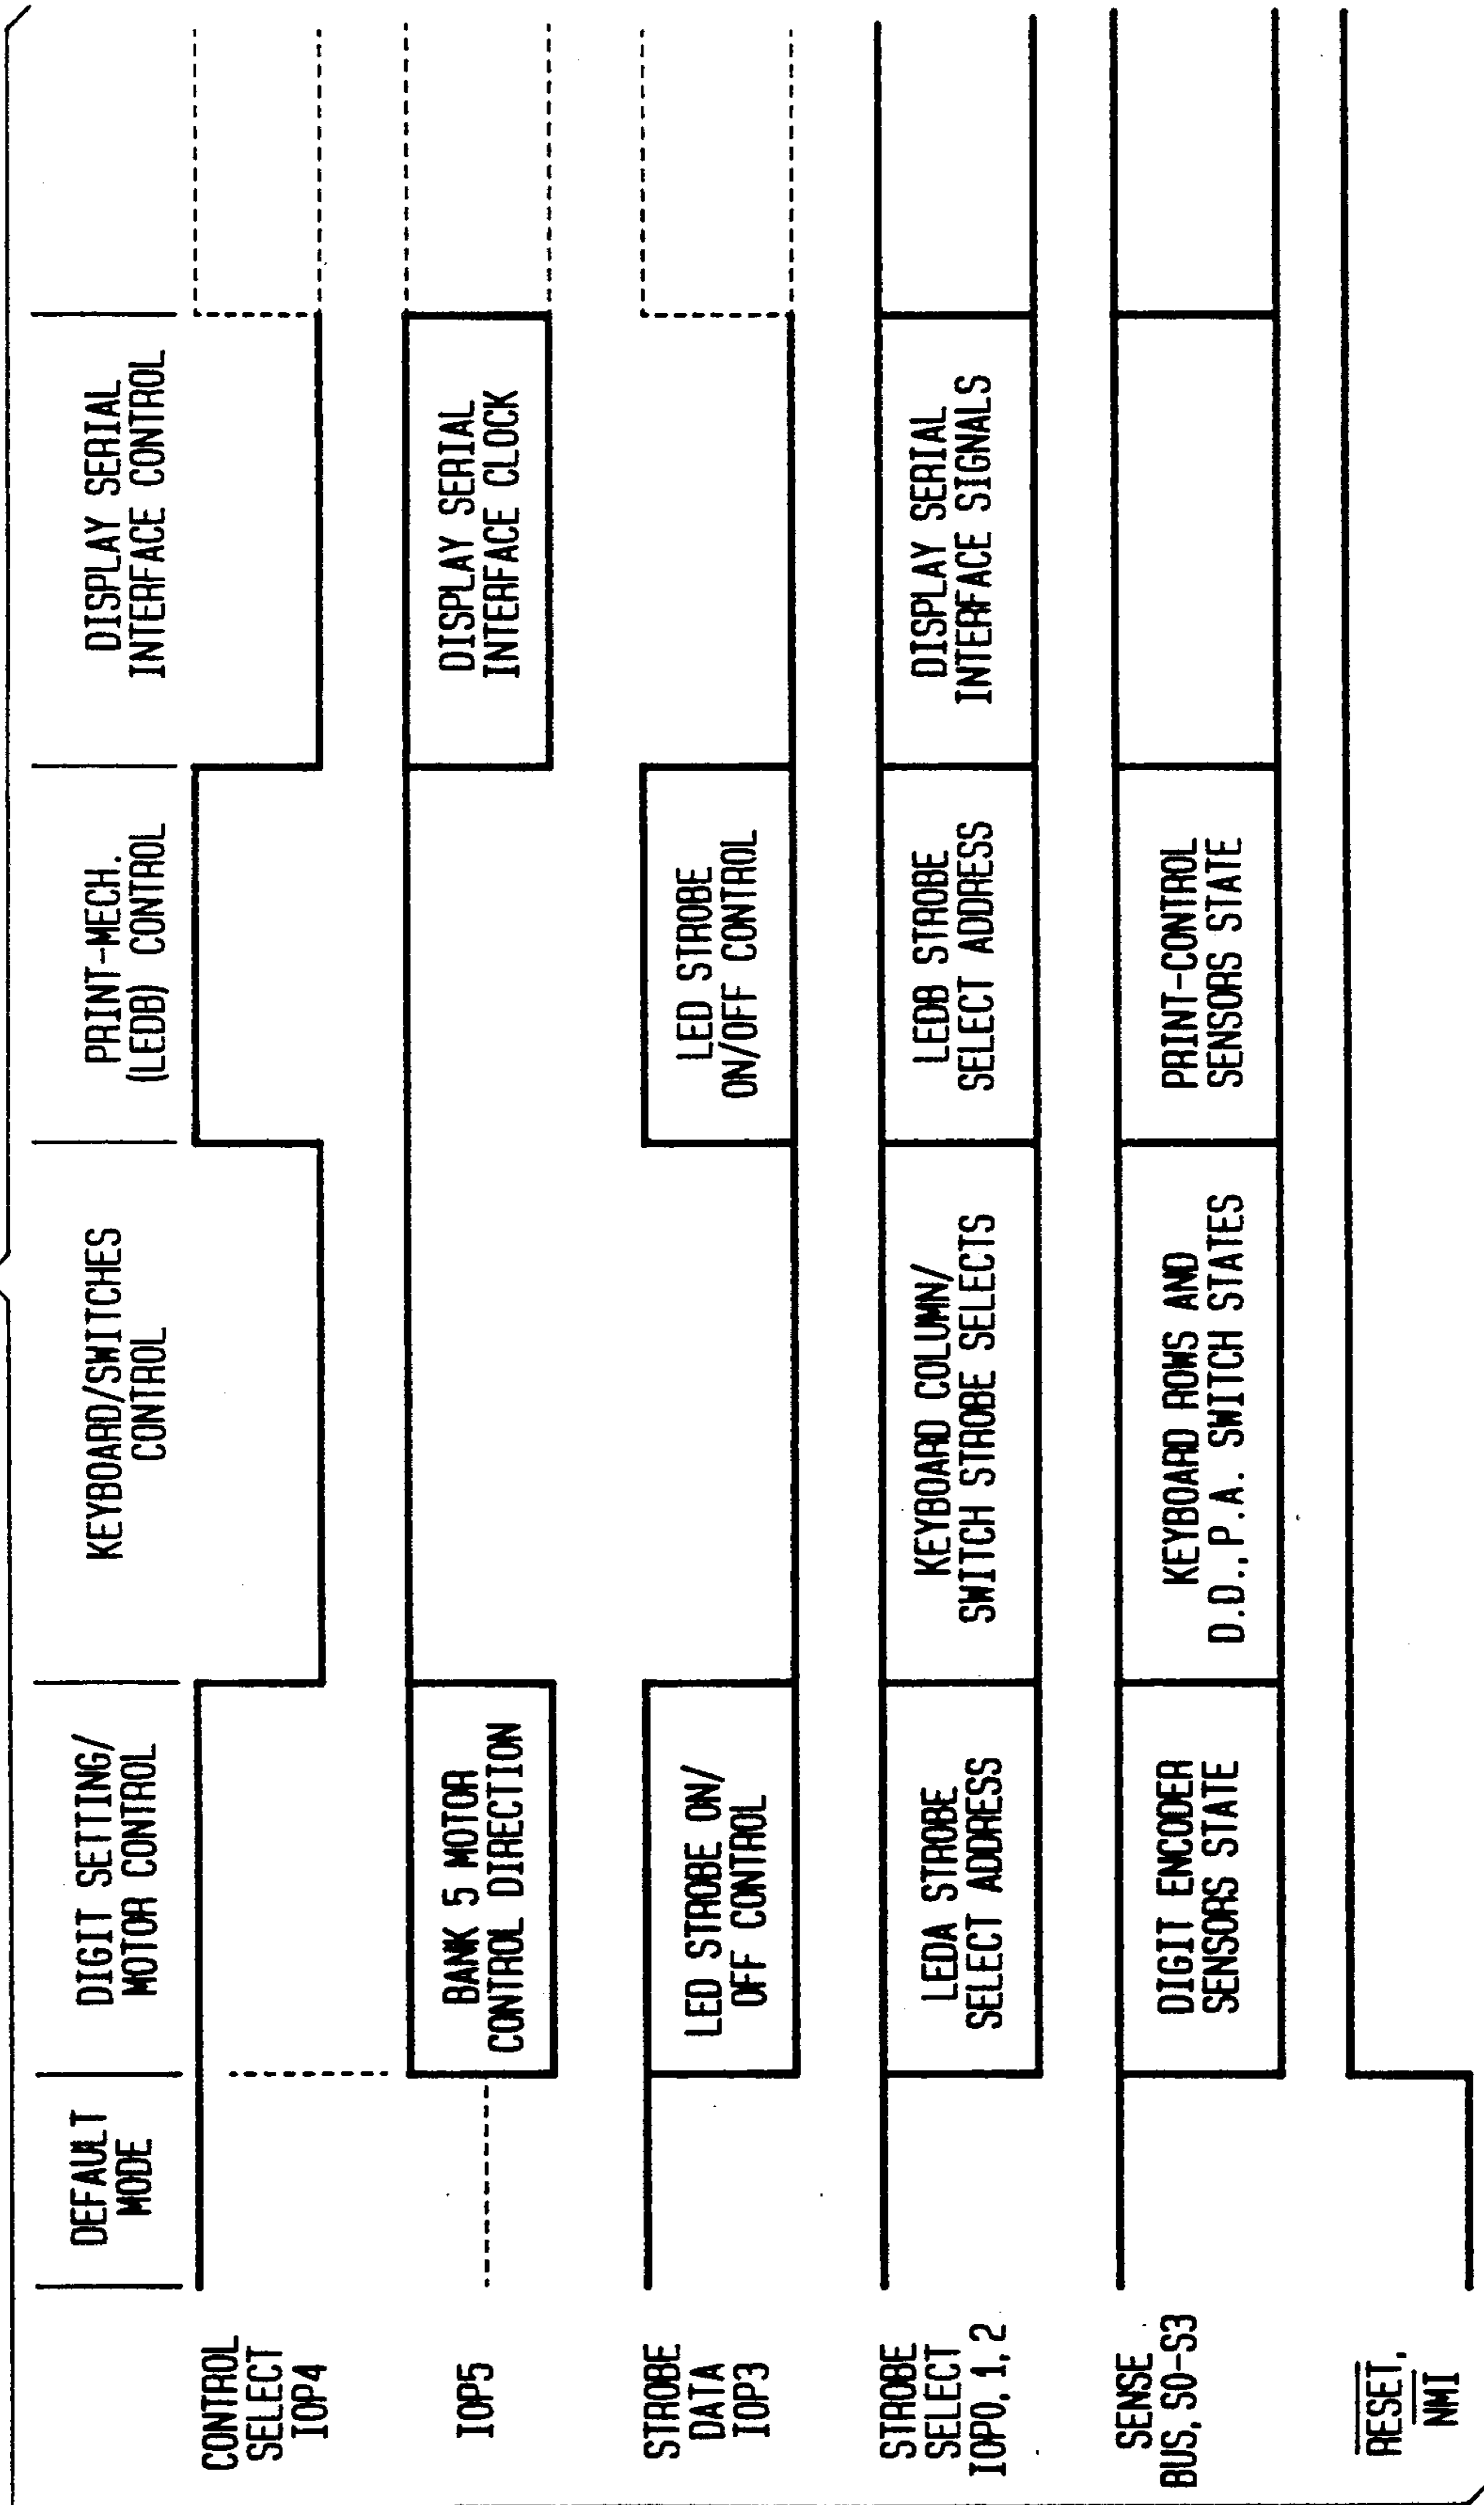 DEFAULT
MODE
DIGIT SETTING/
MOTOR CONTROL
KEYBOARD/SWITCHES
CONTROL
PRINT-MECH.
(LEDB) CONTROL
DISPLAY SERIAL
INTERFACE CONTROL
CONTROL
SELECT
IOP4
IOP5
BANK 5 MOTOR
CONTROL DIRECTION
DISPLAY SERIAL
INTERFACE CLOCK
STROBE
DATA
IOP3
LED STROBE ON/
OFF CONTROL
LED STROBE
ON/OFF CONTROL
STROBE
SELECT
IOP0,1,2
LEDA STROBE
SELECT ADDRESS
KEYBOARD COLUMN/
SWITCH STROBE SELECTS
LEDB STROBE
SELECT ADDRESS
DISPLAY SERIAL
INTERFACE SIGNALS
SENSE
BUS, S0-S3
DIGIT ENCODER
SENSORS STATE
KEYBOARD ROWS AND
D.D., P.A. SWITCH STATES
PRINT-CONTROL
SENSORS STATE
RESET,
NMI